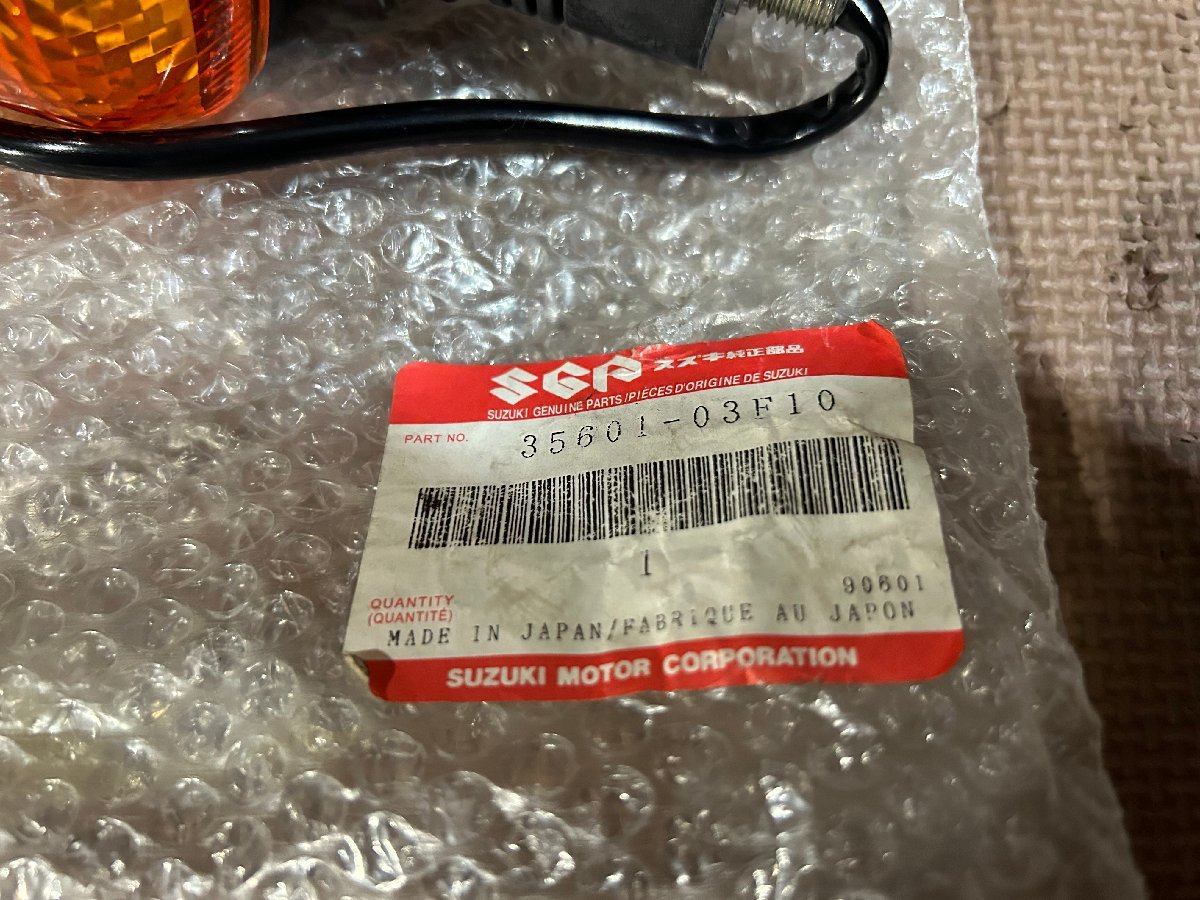 SGP スズキ純正部品
SUZUKI GENUINE PARTS/PIÈCES D'ORIGINE DE SUZUKI
PART NO. 35601-03F10
1
90601
QUANTITY
(QUANTITÉ)
MADE IN JAPAN/FABRIQUE AU JAPON
SUZUKI MOTOR CORPORATION